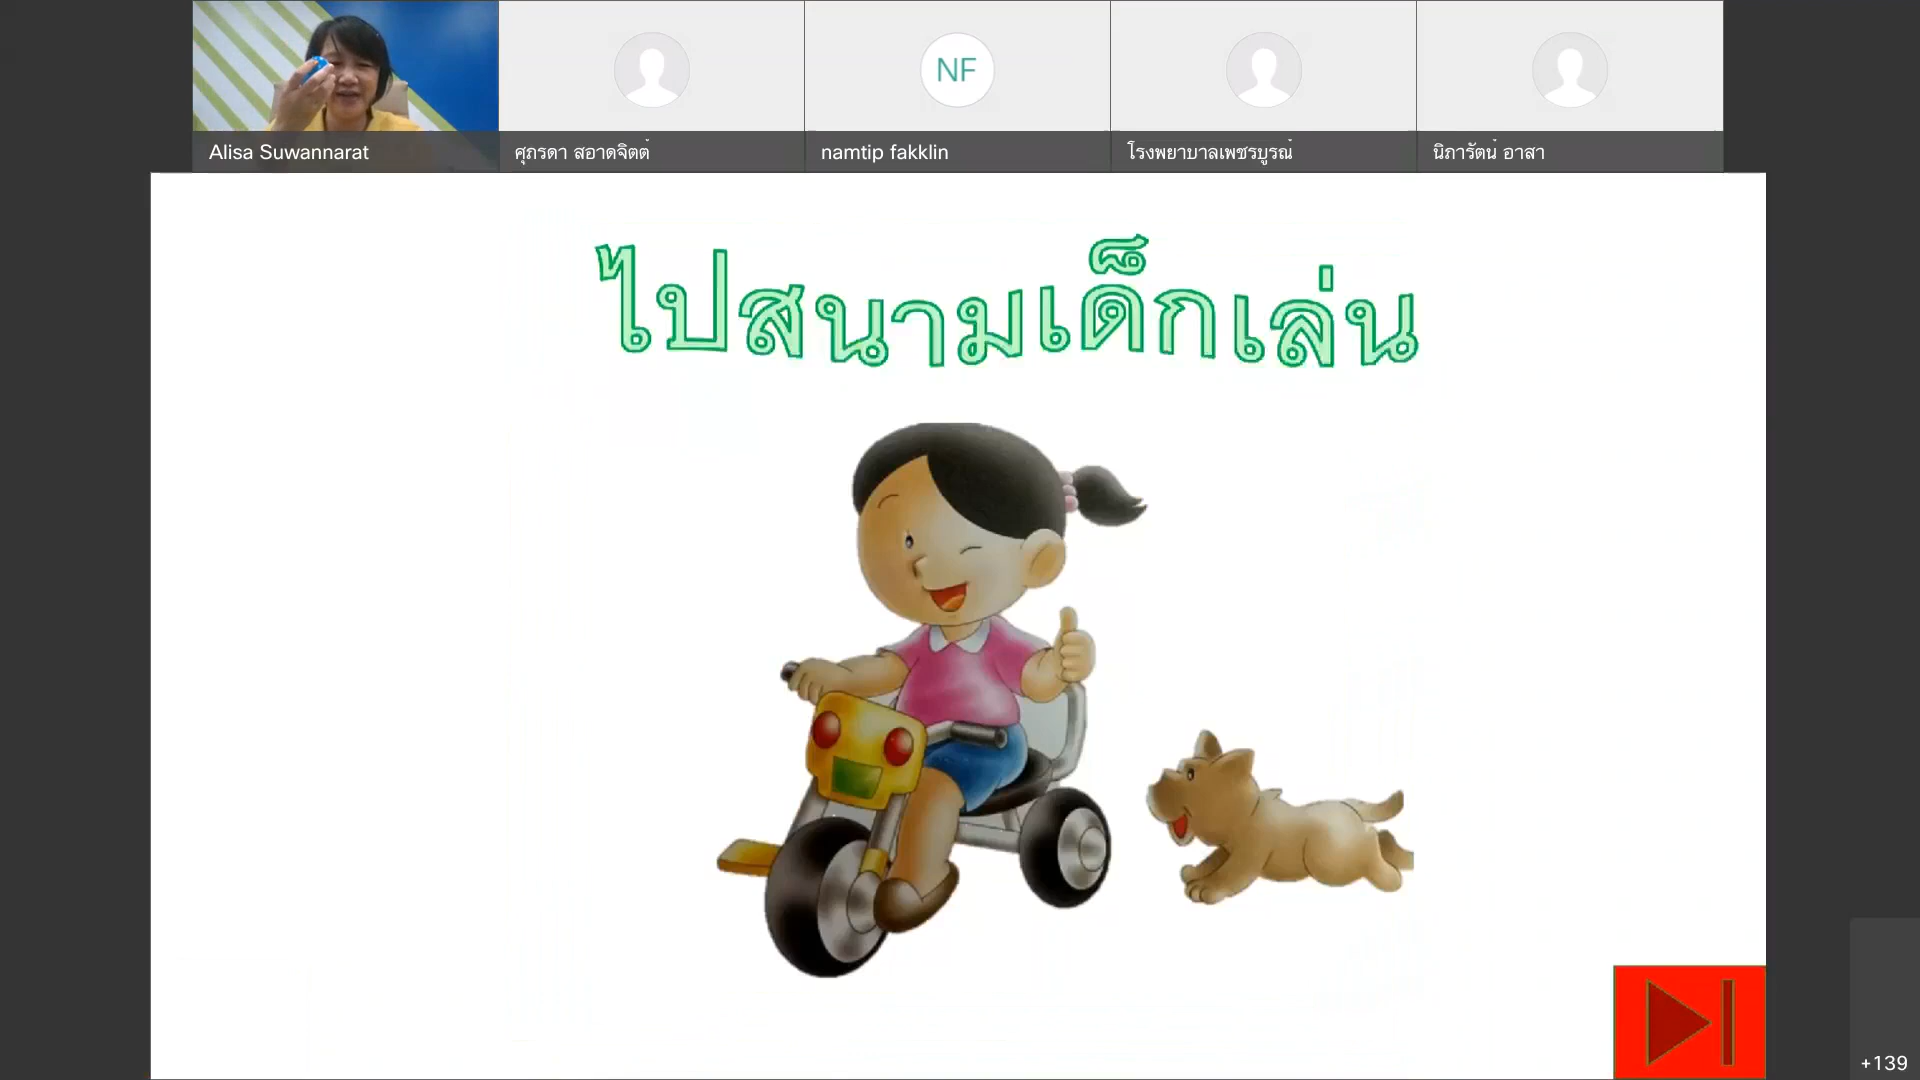 NF
Alisa Suwannarat
ศุภรดา สอาดจิตต์
namtip fakklin
โรงพยาบาลเพชรบูรณ์
นิภารัตน์ อาสา
ไปสนามเด็กเล่น
+139